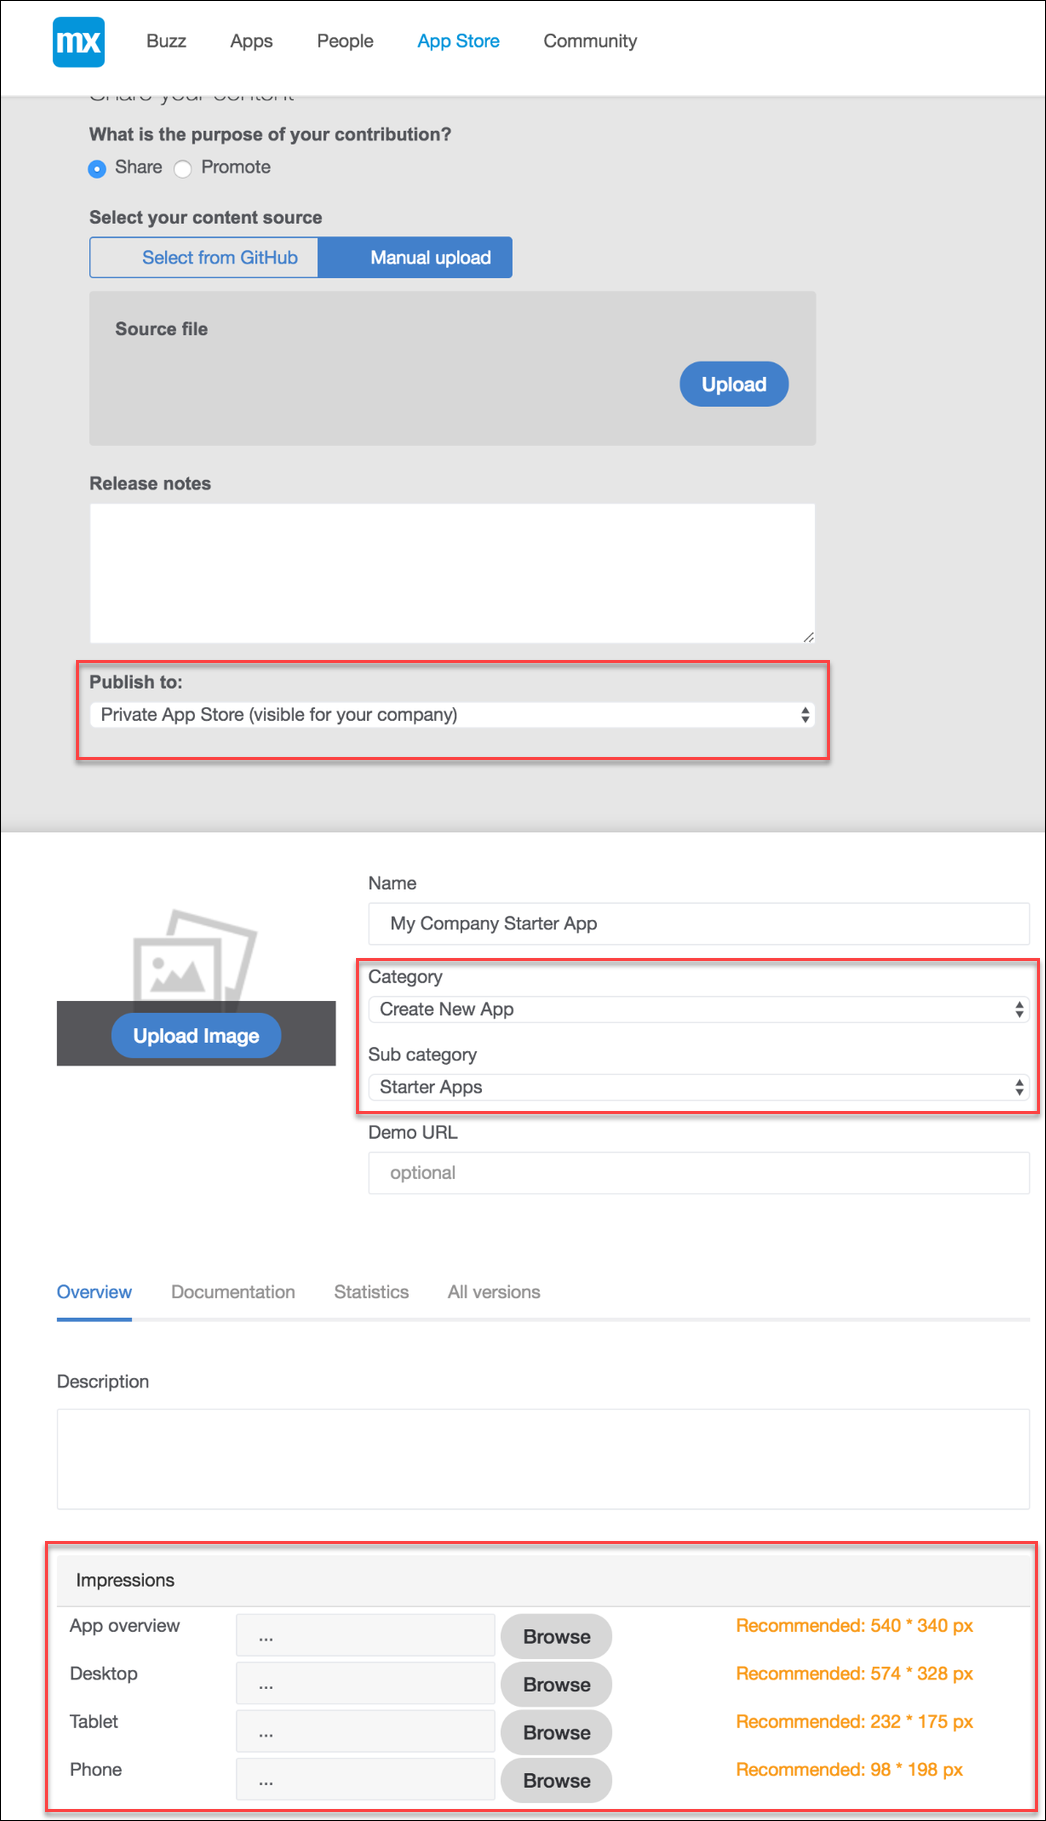 mx Buzz Apps People App Store Community
Share your content
What is the purpose of your contribution?
Share Promote
Select your content source
Select from GitHub Manual upload
Source file
Upload
Release notes
Publish to:
Private App Store (visible for your company)
Name
My Company Starter App
Category
Create New App
Upload Image
Sub category
Starter Apps
Demo URL
optional
Overview Documentation Statistics All versions
Description
Impressions
App overview ... Browse Recommended: 540 * 340 px
Desktop ... Browse Recommended: 574 * 328 px
Tablet ... Browse Recommended: 232 * 175 px
Phone ... Browse Recommended: 98 * 198 px